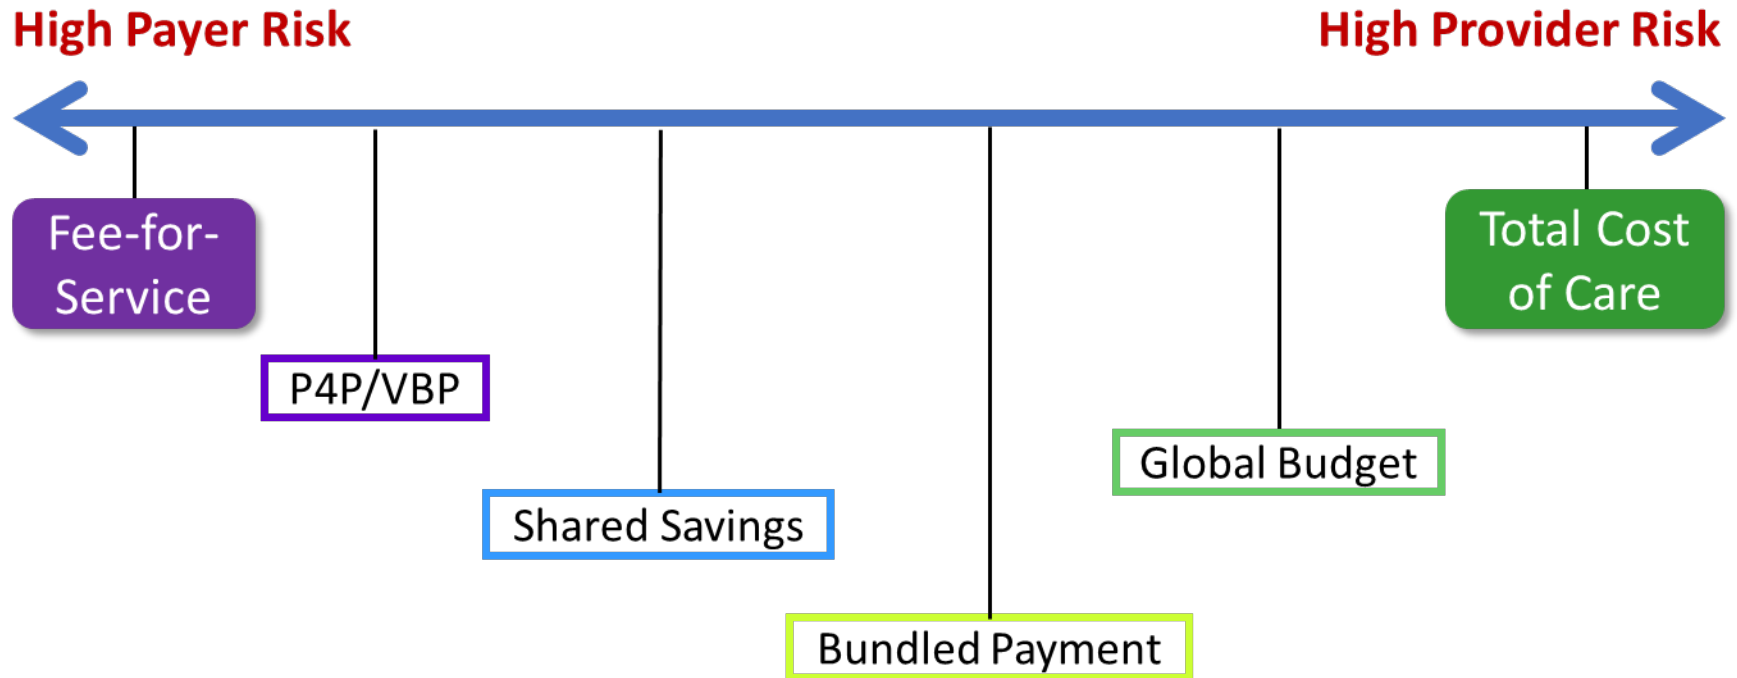 High Payer Risk
High Provider Risk
Fee-for-
Service
Total Cost
of Care
P4P/VBP
Global Budget
Shared Savings
Bundled Payment